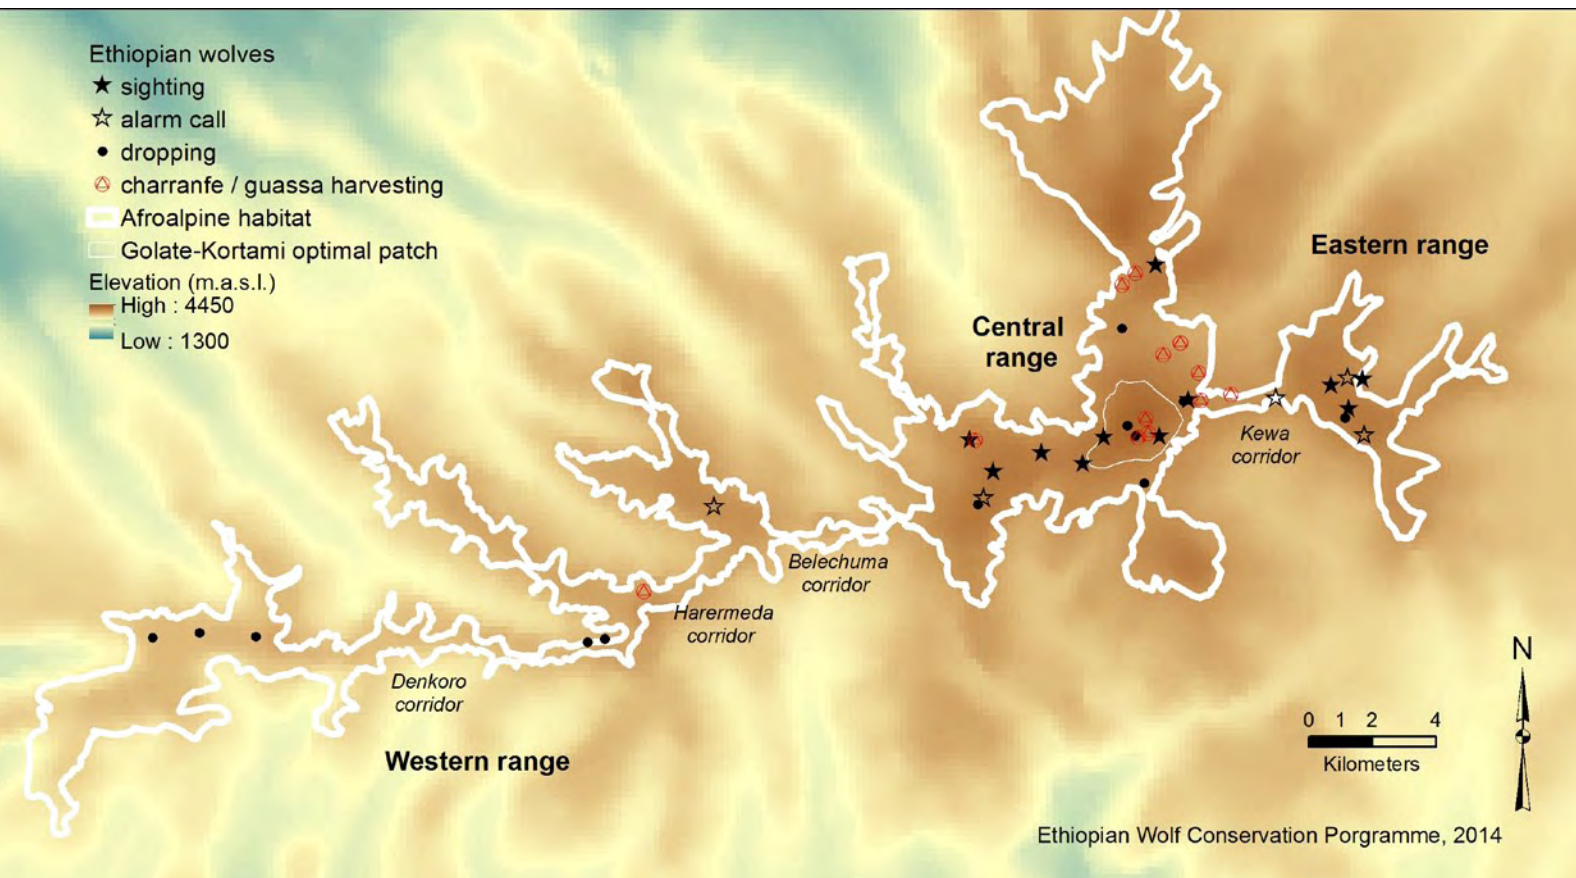 Ethiopian wolves
sighting
alarm call
dropping
charranfe / guassa harvesting
Afroalpine habitat
Golate-Kortami optimal patch
Elevation (m.a.s.l.)
High : 4450
Low : 1300
Eastern range
Central
range
Kewa
corridor
Belechuma
corridor
Harermeda
corridor
Denkoro
corridor
Western range
N
0 1 2 4
Kilometers
Ethiopian Wolf Conservation Porgramme, 2014